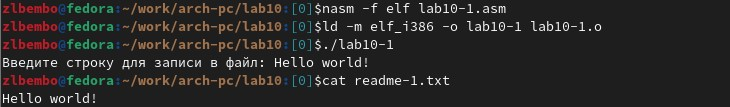 zlbembo@fedora:~/work/arch-pc/lab10:[0]$nasm -f elf lab10-1.asm
zlbembo@fedora:~/work/arch-pc/lab10:[0]$ld -m elf_i386 -o lab10-1 lab10-1.o
zlbembo@fedora:~/work/arch-pc/lab10:[0]$./lab10-1
Введите строку для записи в файл: Hello world!
zlbembo@fedora:~/work/arch-pc/lab10:[0]$cat readme-1.txt
Hello world!